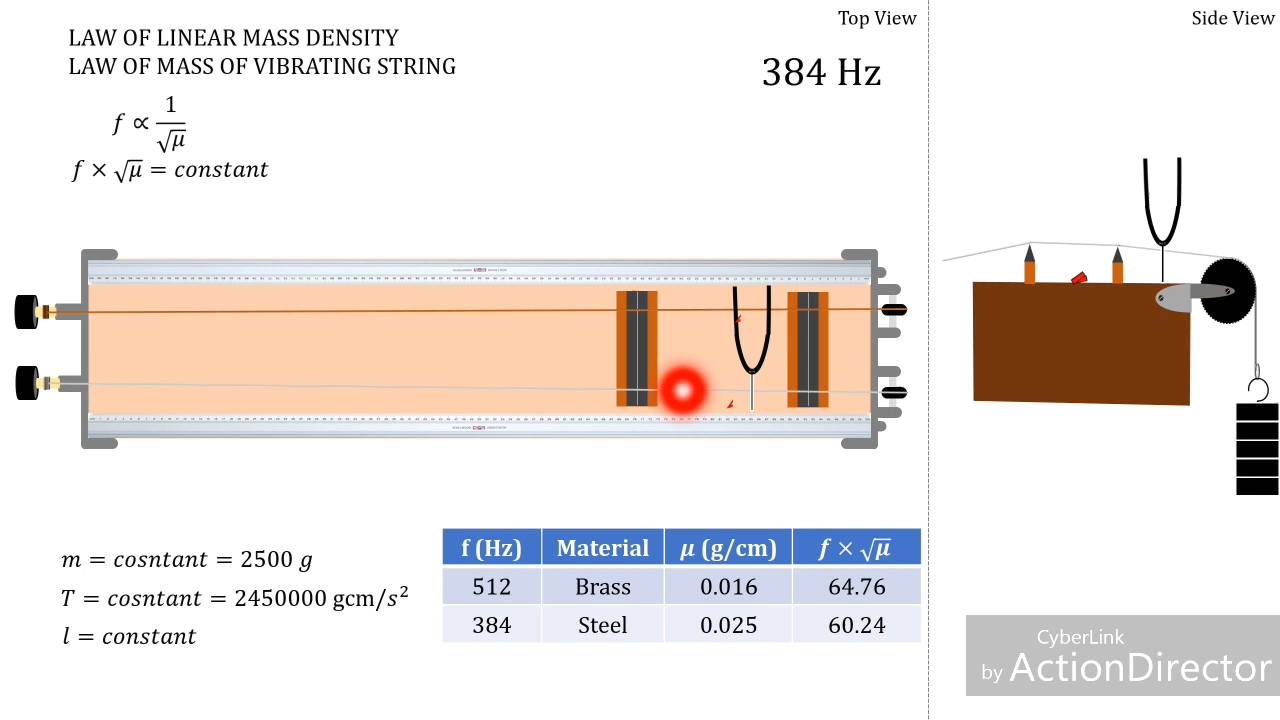 Top View
Side View
LAW OF LINEAR MASS DENSITY
LAW OF MASS OF VIBRATING STRING
384 Hz
f ∝ 1/√μ
f × √μ = constant
m = cosntant = 2500 g
T = cosntant = 2450000 gcm/s²
l = constant
f (Hz) Material μ (g/cm) f × √μ
512 Brass 0.016 64.76
384 Steel 0.025 60.24
CyberLink
by ActionDirector